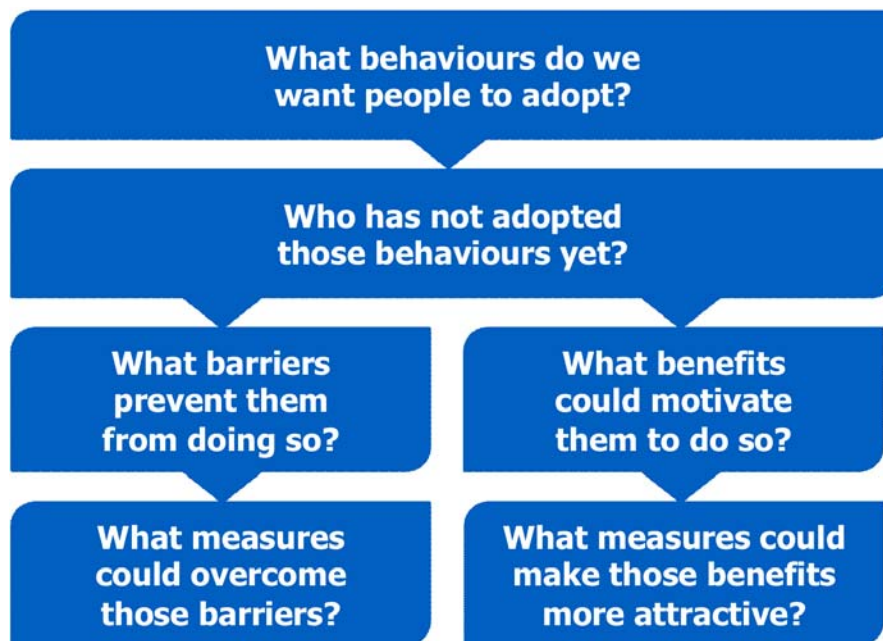 What behaviours do we
want people to adopt?
Who has not adopted
those behaviours yet?
What barriers
prevent them
from doing so?
What benefits
could motivate
them to do so?
What measures
could overcome
those barriers?
What measures could
make those benefits
more attractive?